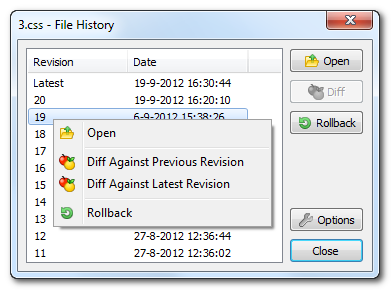 3.css - File History
Revision Date
Open
Latest 19-9-2012 16:30:44
Diff
20 19-9-2012 16:20:10
19 6-9-2012 15:38:26
Rollback
18
Open
17
16
Diff Against Previous Revision
15
Diff Against Latest Revision
14
13
Rollback
Options
12 27-8-2012 12:36:44
11 27-8-2012 12:36:02
Close